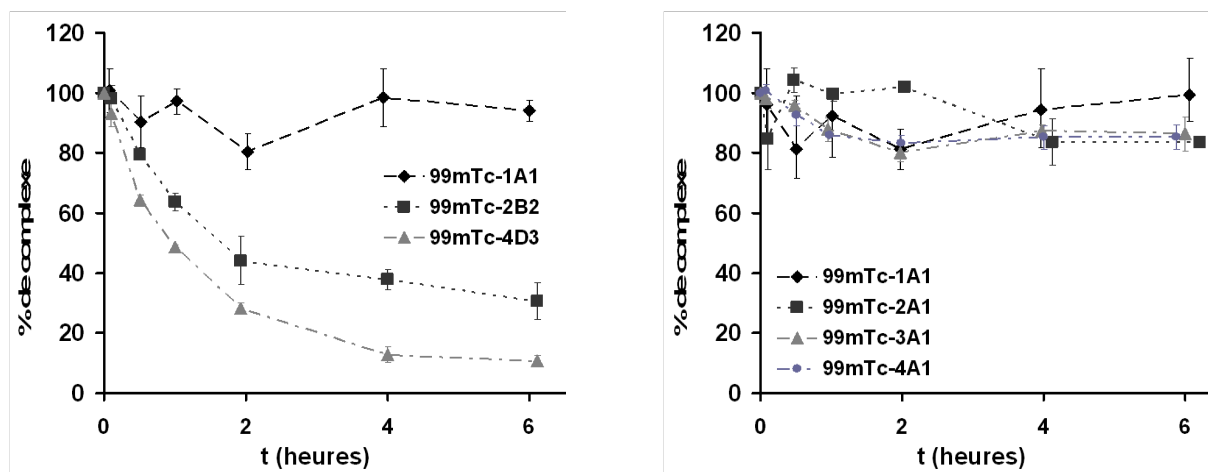 120
100
80
60
40
20
0
% de complexe
99mTc-1A1
99mTc-2B2
99mTc-4D3
0 2 4 6
t (heures)
120
100
80
60
40
20
0
% de complexe
99mTc-1A1
99mTc-2A1
99mTc-3A1
99mTc-4A1
0 2 4 6
t (heures)